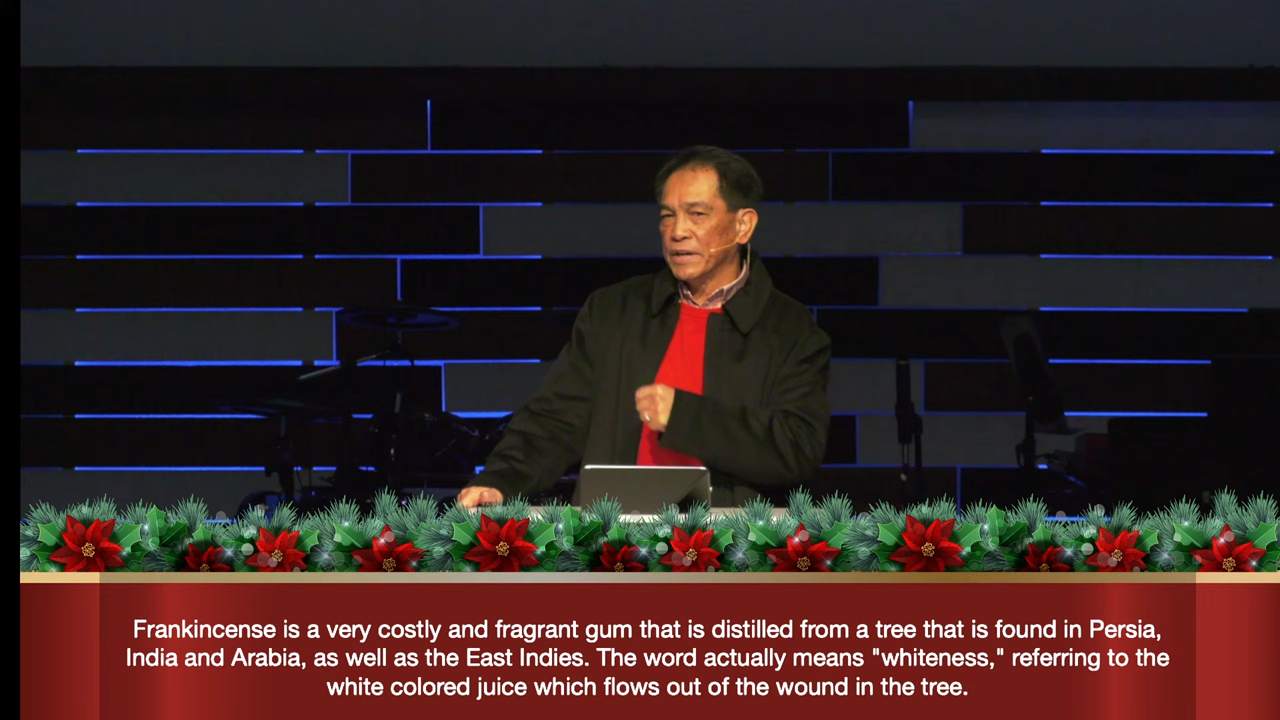 Frankincense is a very costly and fragrant gum that is distilled from a tree that is found in Persia,
India and Arabia, as well as the East Indies. The word actually means "whiteness," referring to the
white colored juice which flows out of the wound in the tree.